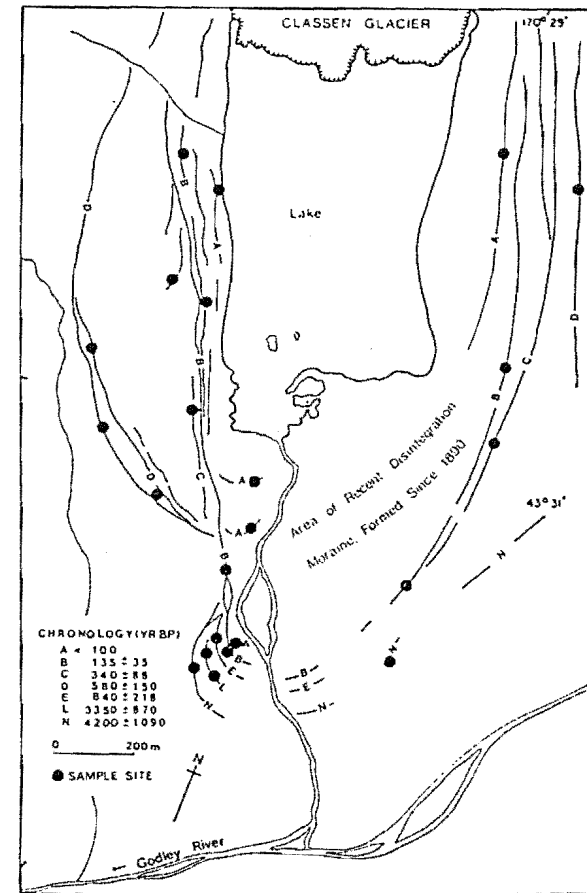 CLASSEN GLACIER
170° 29'
B
A
Lake
A
D
D
B
C
B
D
C
A
A
Area of Recent Disintegration
Moraine, Formed Since 1890
43° 31'
N
B
CHRONOLOGY (YR BP)
A < 100
B 135 ± 35
C 340 ± 88
D 580 ± 150
E 840 ± 218
L 3350 ± 870
N 4200 ± 1090
A
B
E
L
N
B
E
N
N
0 200 m
SAMPLE SITE
N
← Godley River